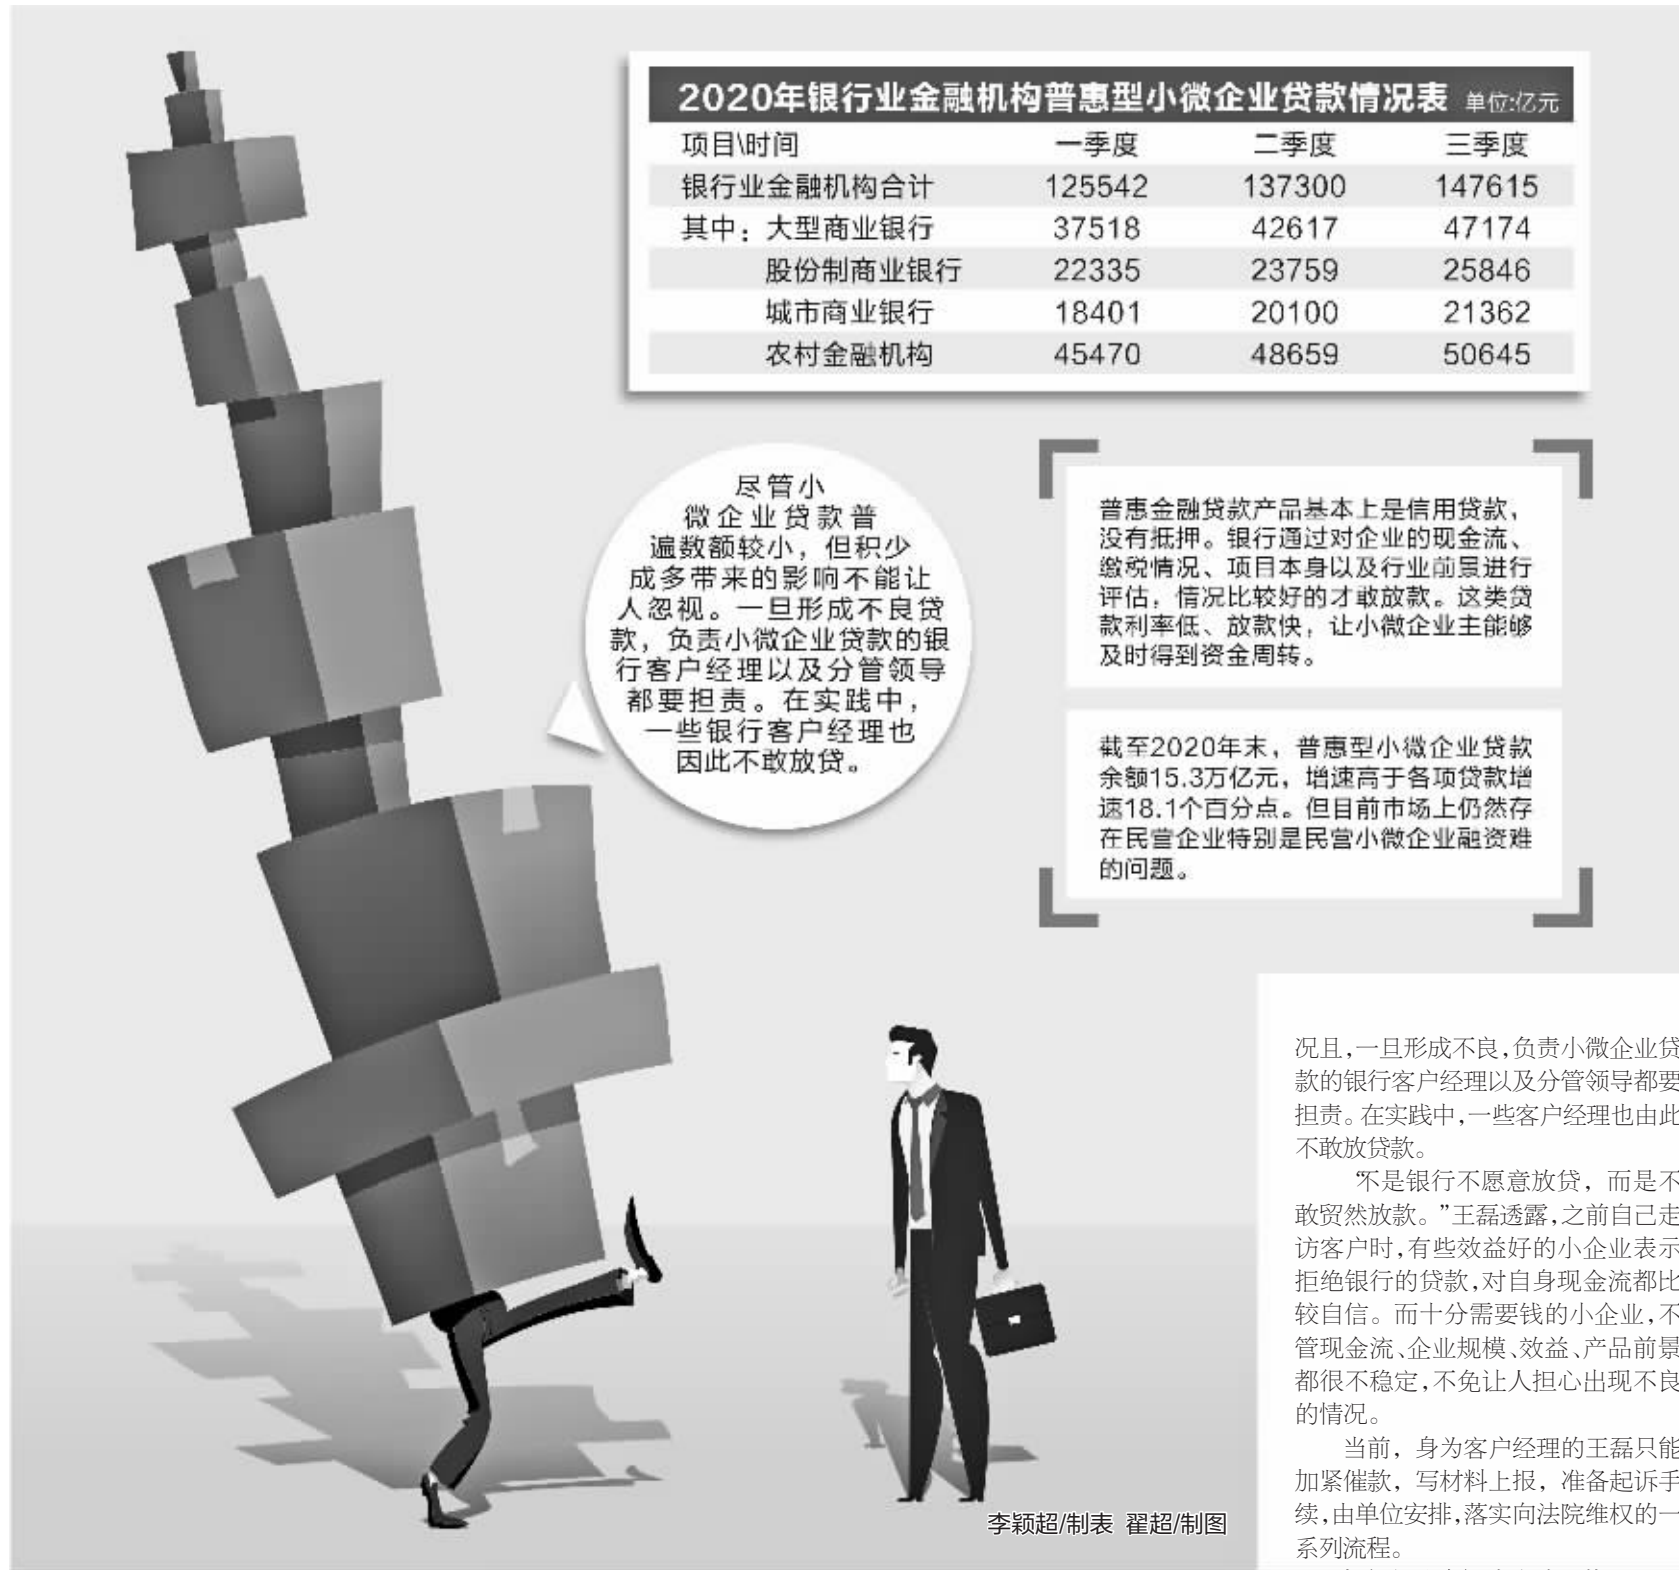 2020年银行业金融机构普惠型小微企业贷款情况表 单位:亿元
项目\时间 一季度 二季度 三季度
银行业金融机构合计 125542 137300 147615
其中：大型商业银行 37518 42617 47174
股份制商业银行 22335 23759 25846
城市商业银行 18401 20100 21362
农村金融机构 45470 48659 50645
尽管小
微企业贷款普
遍数额较小，但积少
成多带来的影响不能让
人忽视。一旦形成不良贷
款，负责小微企业贷款的银
行客户经理以及分管领导
都要担责。在实践中，
一些银行客户经理也
因此不敢放贷。
普惠金融贷款产品基本上是信用贷款，
没有抵押。银行通过对企业的现金流、
缴税情况、项目本身以及行业前景进行
评估，情况比较好的才敢放款。这类贷
款利率低、放款快，让小微企业主能够
及时得到资金周转。
截至2020年末，普惠型小微企业贷款
余额15.3万亿元，增速高于各项贷款增
速18.1个百分点。但目前市场上仍然存
在民营企业特别是民营小微企业融资难
的问题。
况且，一旦形成不良，负责小微企业贷
款的银行客户经理以及分管领导都要
担责。在实践中，一些客户经理也由此
不敢放贷款。
“不是银行不愿意放贷，而是不
敢贸然放款。”王磊透露，之前自己走
访客户时，有些效益好的小企业表示
拒绝银行的贷款，对自身现金流都比
较自信。而十分需要钱的小企业，不
管现金流、企业规模、效益、产品前景
都很不稳定，不免让人担心出现不良
的情况。
当前，身为客户经理的王磊只能
加紧催款，写材料上报，准备起诉手
续，由单位安排，落实向法院维权的一
系列流程。
李颖超/制表 翟超/制图